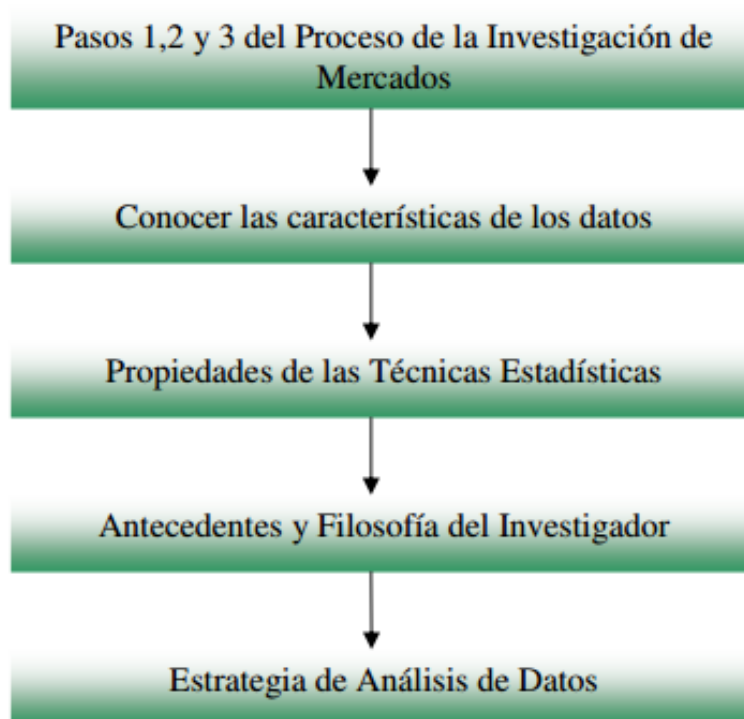 Pasos 1,2 y 3 del Proceso de la Investigación de
Mercados
Conocer las características de los datos
Propiedades de las Técnicas Estadísticas
Antecedentes y Filosofía del Investigador
Estrategia de Análisis de Datos